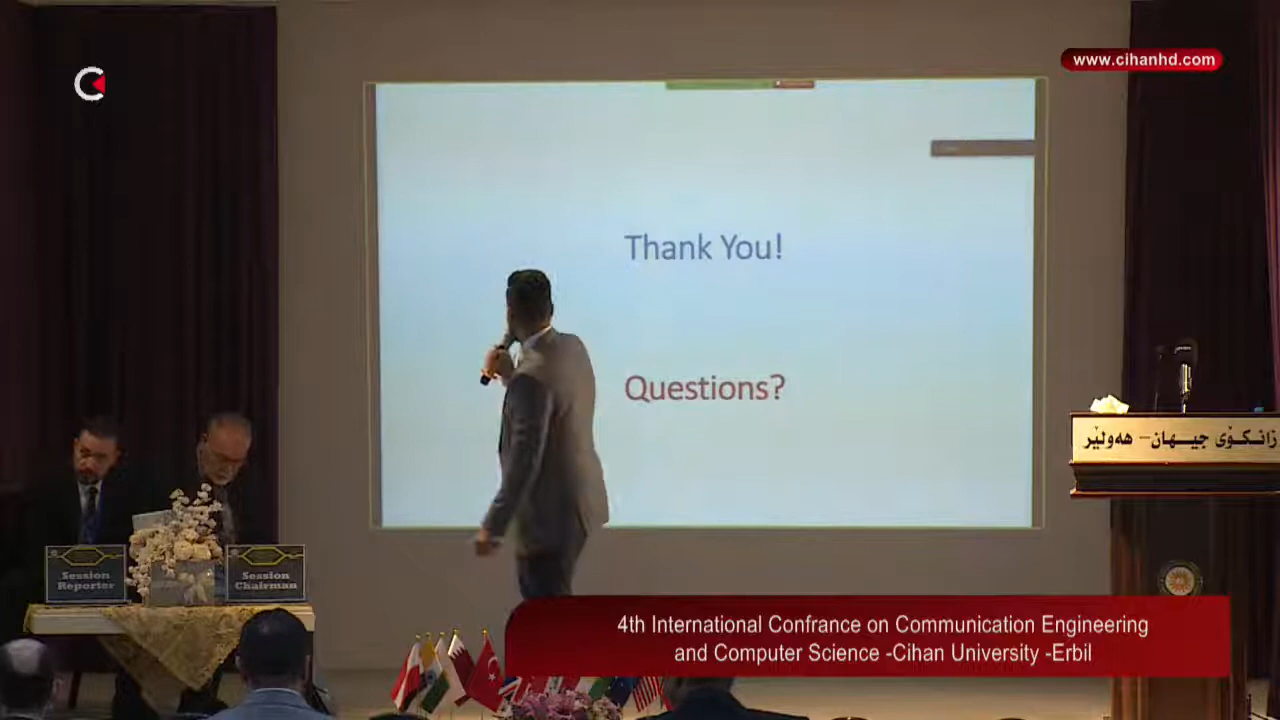 www.cihanhd.com
Thank You!
Questions?
زانکۆی جیهان- هەولێر
Session
Reporter
Session
Chairman
4th International Confrance on Communication Engineering
and Computer Science -Cihan University -Erbil